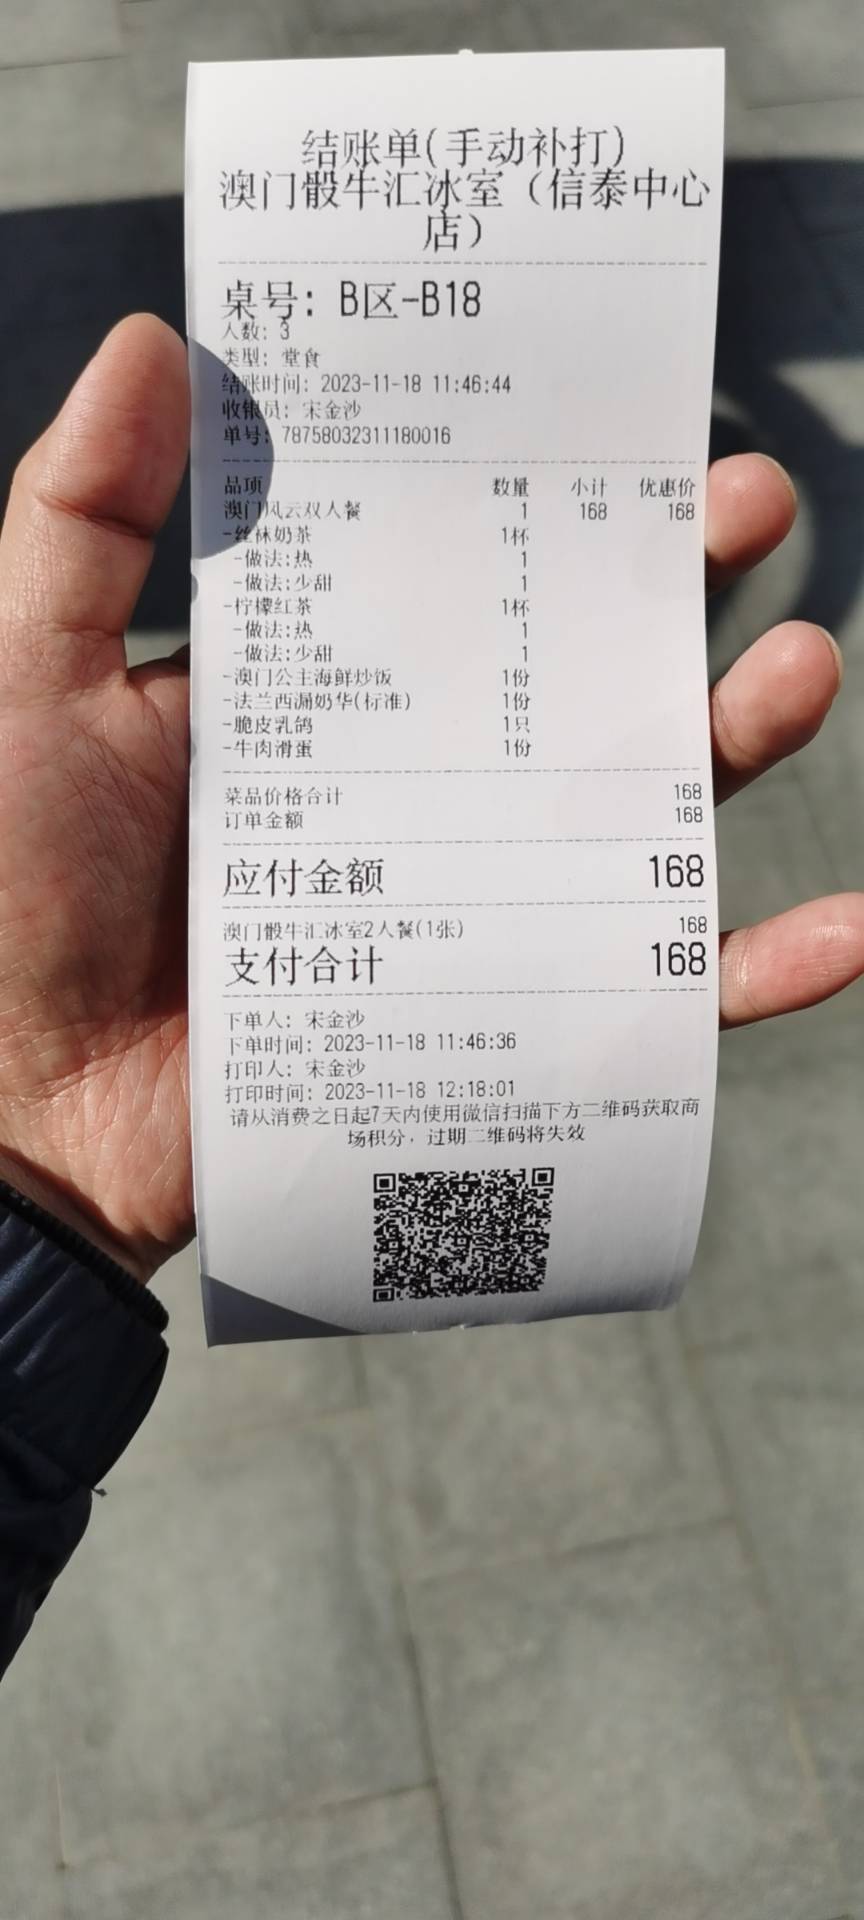 结账单(手动补打)
澳门骰牛汇冰室（信泰中心
店）
桌号: B区-B18
人数: 3
类型: 堂食
结账时间: 2023-11-18 11:46:44
收银员: 宋金沙
单号: 78758032311180016
品项 数量 小计 优惠价
澳门风云双人餐 1 168 168
-丝袜奶茶 1杯
-做法:热 1
-做法:少甜 1
-柠檬红茶 1杯
-做法:热 1
-做法:少甜 1
-澳门公主海鲜炒饭 1份
-法兰西漏奶华(标准) 1份
-脆皮乳鸽 1只
-牛肉滑蛋 1份
菜品价格合计 168
订单金额 168
应付金额 168
澳门骰牛汇冰室2人餐(1张) 168
支付合计 168
下单人: 宋金沙
下单时间: 2023-11-18 11:46:36
打印人: 宋金沙
打印时间: 2023-11-18 12:18:01
请从消费之日起7天内使用微信扫描下方二维码获取商
场积分，过期二维码将失效